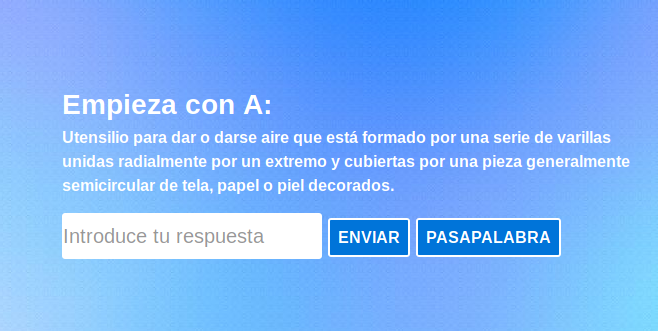 Empieza con A:
Utensilio para dar o darse aire que está formado por una serie de varillas
unidas radialmente por un extremo y cubiertas por una pieza generalmente
semicircular de tela, papel o piel decorados.
Introduce tu respuesta ENVIAR PASAPALABRA